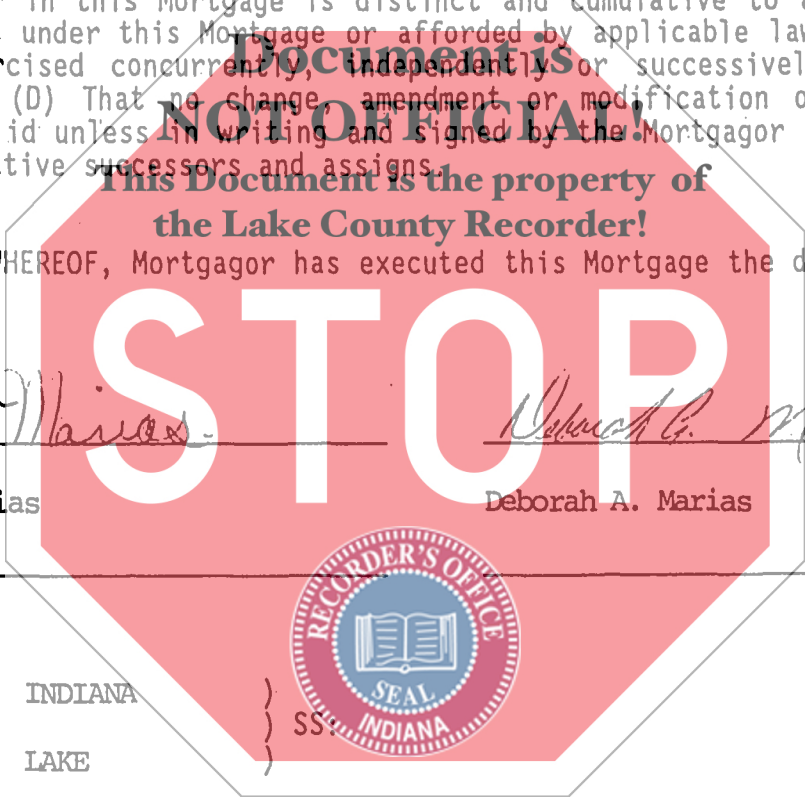 in this Mortgage is distinct and cumulative to a
under this Mortgage or afforded by applicable law
cised concurrently, independently or successivel
(D) That no change, amendment or modification o
id unless in writing and signed by the Mortgagor
tive successors and assigns.
Document is
NOT OFFICIAL!
This Document is the property of
the Lake County Recorder!
HEREOF, Mortgagor has executed this Mortgage the d
STOP
Marias
Deborah A. M
ias
Deborah A. Marias
RECORDER'S OFFICE
SEAL
INDIANA
INDIANA )
) SS:
LAKE )